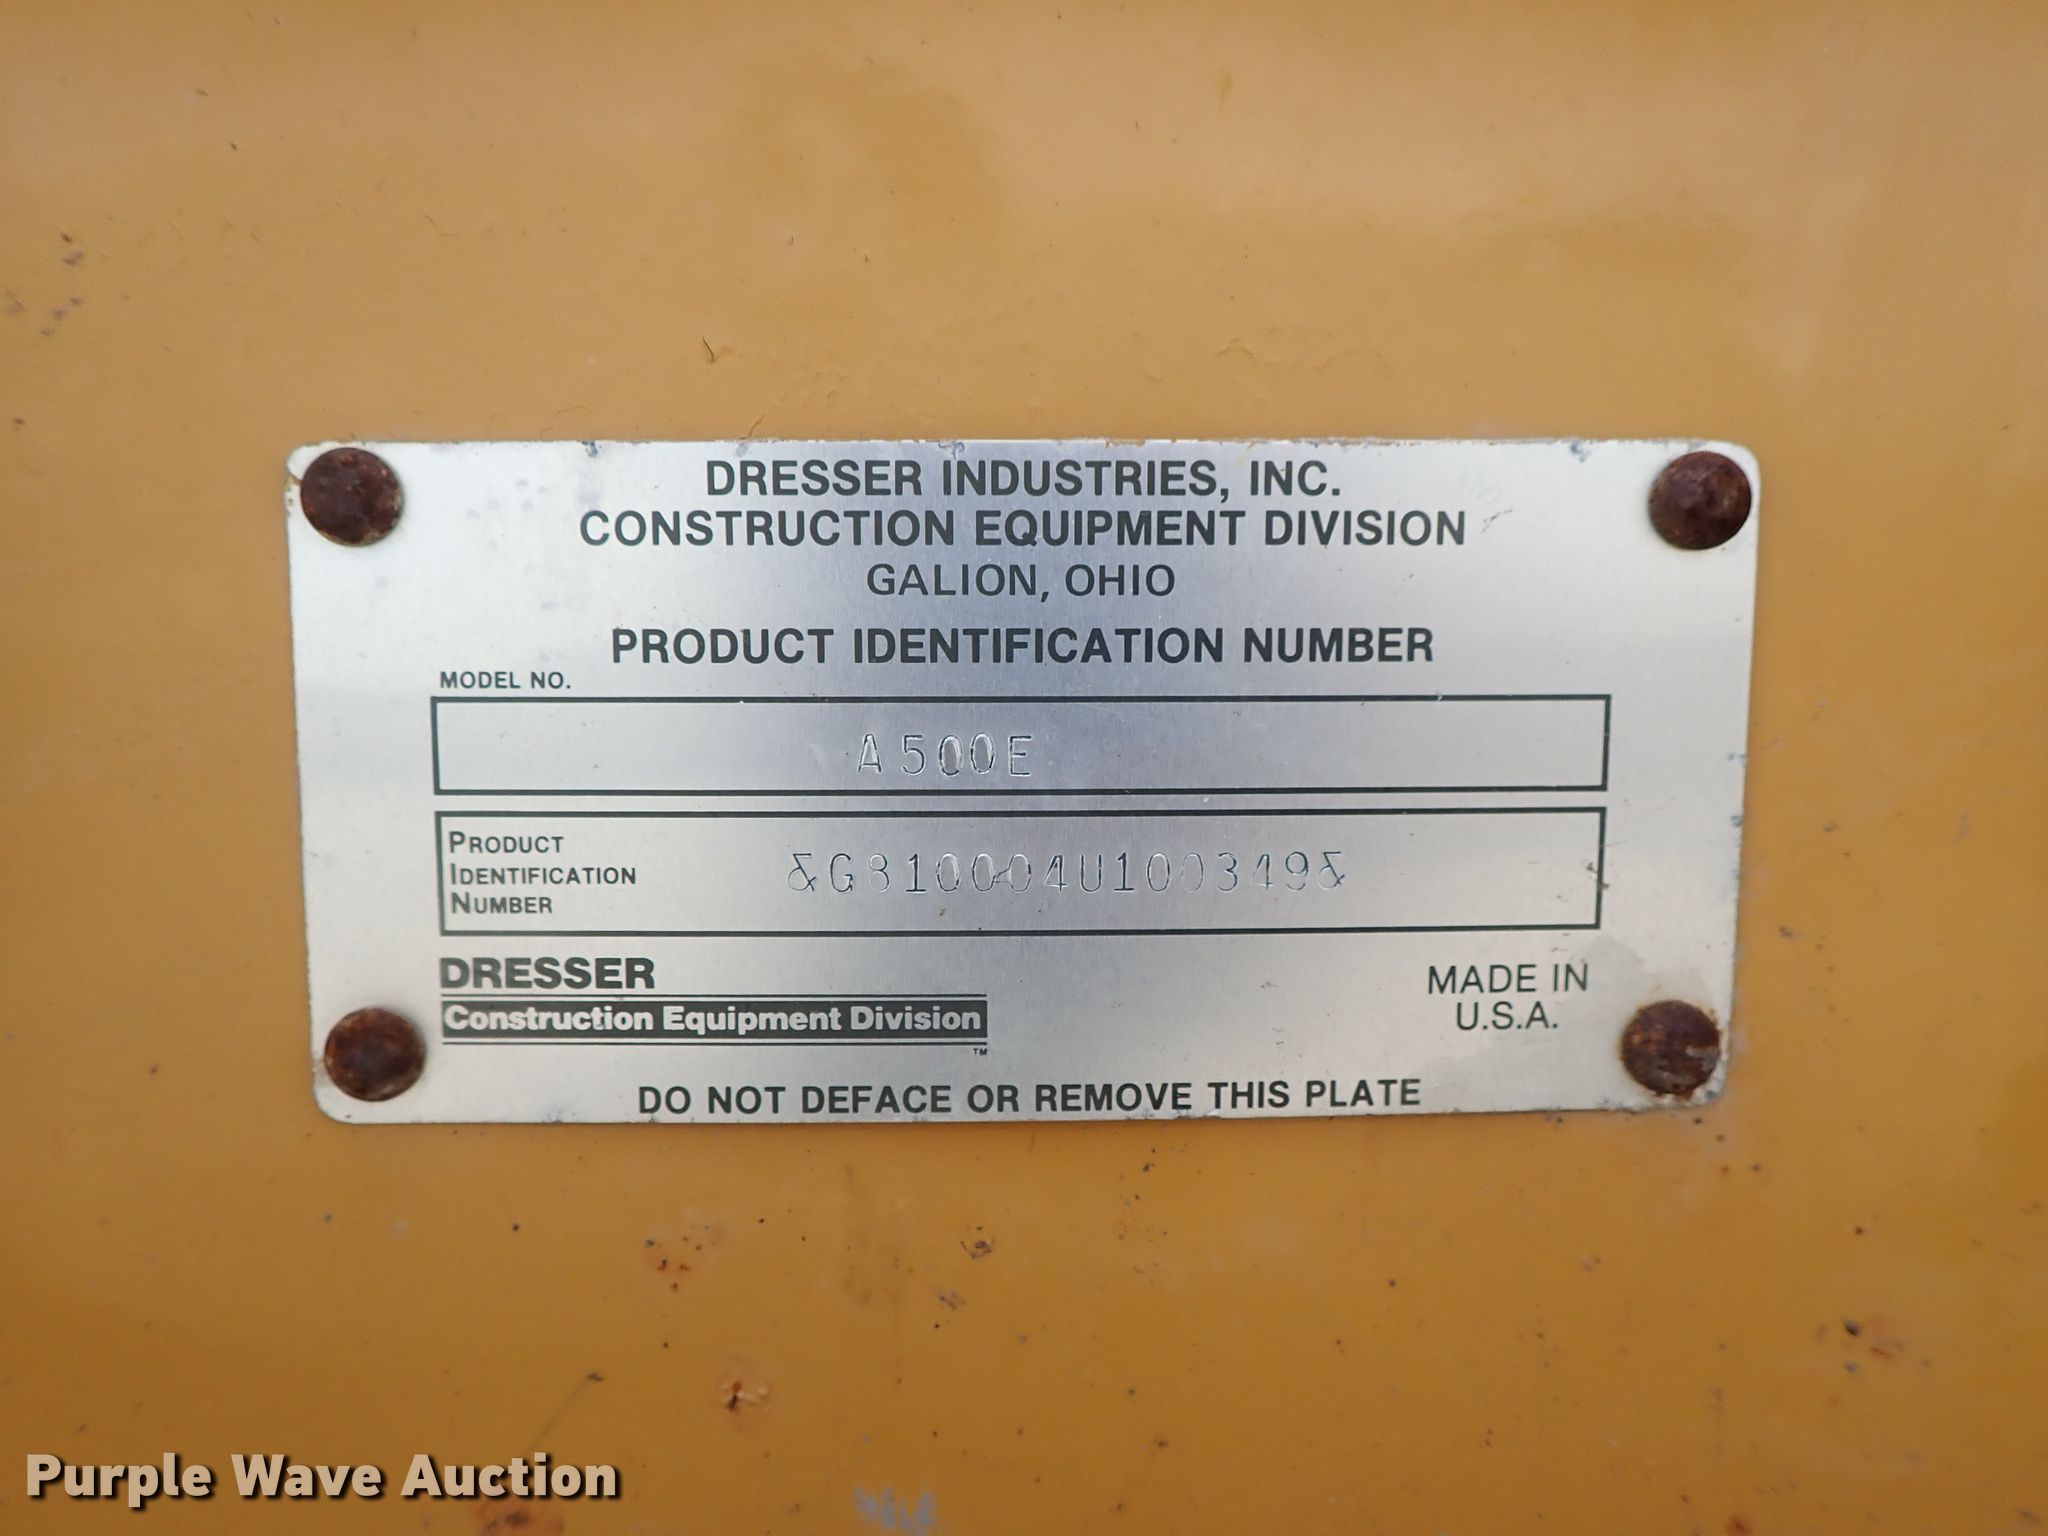 DRESSER INDUSTRIES, INC.
CONSTRUCTION EQUIPMENT DIVISION
GALION, OHIO
PRODUCT IDENTIFICATION NUMBER
MODEL NO.
A500E
PRODUCT
IDENTIFICATION
NUMBER
&G810004U100349&
DRESSER
Construction Equipment Division
TM
MADE IN
U.S.A.
DO NOT DEFACE OR REMOVE THIS PLATE
Purple Wave Auction